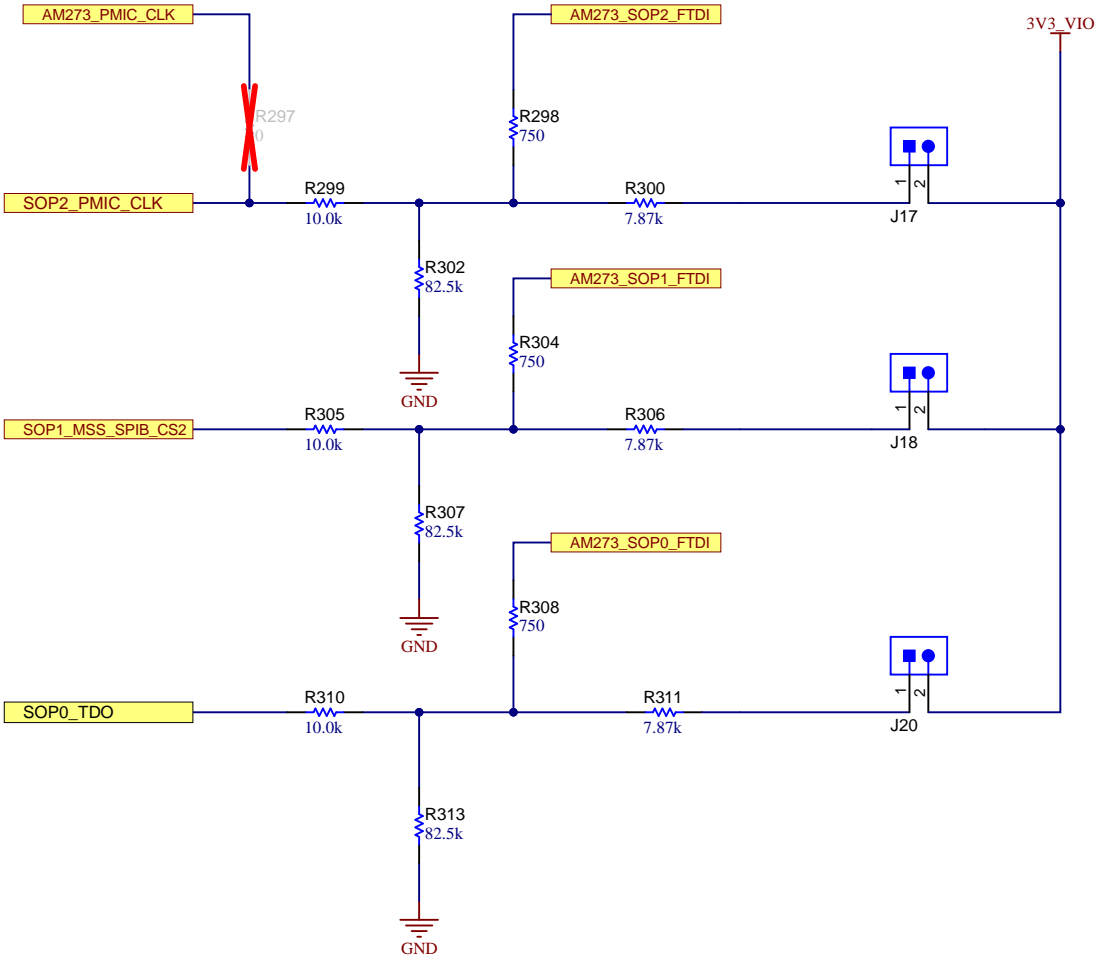 AM273_PMIC_CLK
AM273_SOP2_FTDI
3V3_VIO
R297
0
R298
750
SOP2_PMIC_CLK
R299
10.0k
R300
7.87k
1
2
J17
R302
82.5k
GND
AM273_SOP1_FTDI
R304
750
SOP1_MSS_SPIB_CS2
R305
10.0k
R306
7.87k
1
2
J18
R307
82.5k
GND
AM273_SOP0_FTDI
R308
750
SOP0_TDO
R310
10.0k
R311
7.87k
1
2
J20
R313
82.5k
GND